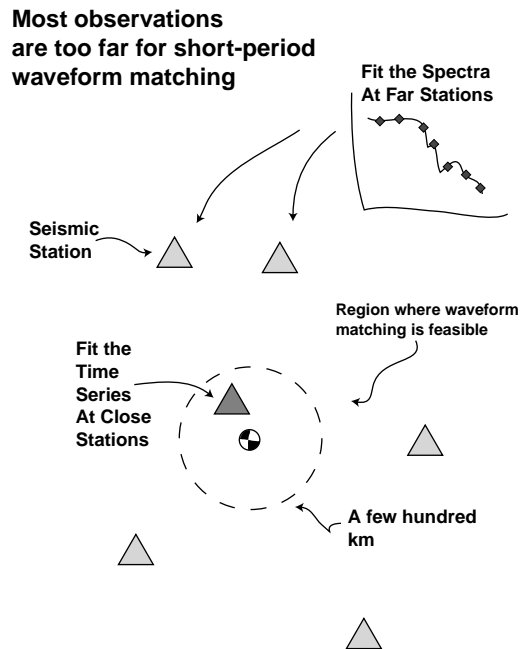 Most observations
are too far for short-period
waveform matching
Fit the Spectra
At Far Stations
Seismic
Station
Region where waveform
matching is feasible
Fit the
Time
Series
At Close
Stations
A few hundred
km